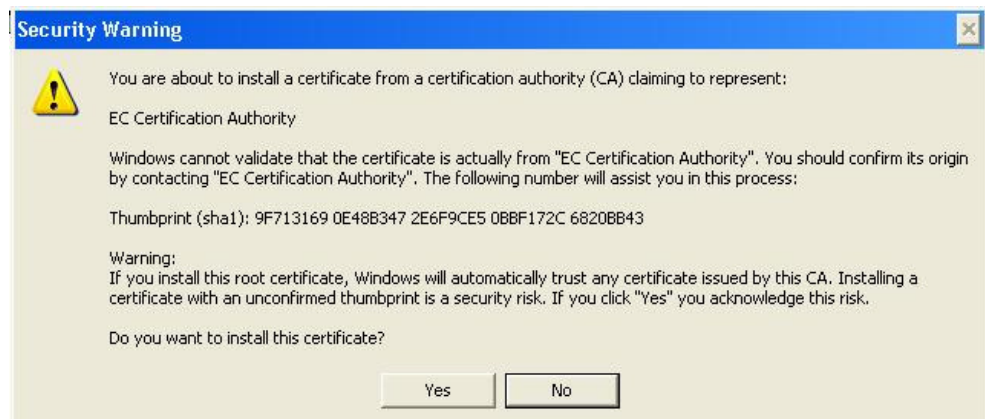 Security Warning
You are about to install a certificate from a certification authority (CA) claiming to represent:
EC Certification Authority
Windows cannot validate that the certificate is actually from "EC Certification Authority". You should confirm its origin
by contacting "EC Certification Authority". The following number will assist you in this process:
Thumbprint (sha1): 9F713169 0E48B347 2E6F9CE5 0BBF172C 6820BB43
Warning:
If you install this root certificate, Windows will automatically trust any certificate issued by this CA. Installing a
certificate with an unconfirmed thumbprint is a security risk. If you click "Yes" you acknowledge this risk.
Do you want to install this certificate?
Yes
No